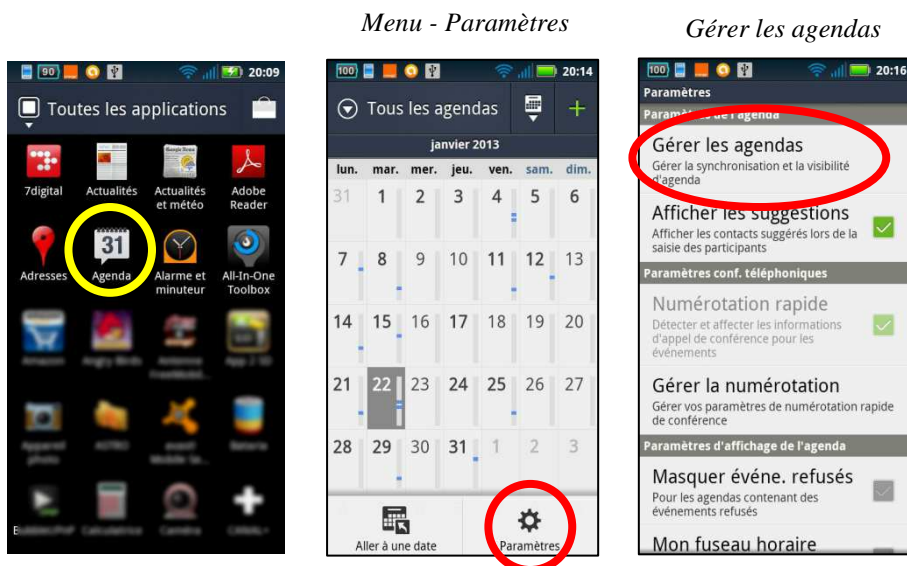 Menu - Paramètres
Gérer les agendas
90
20:09
Toutes les applications
7digital
Actualités
Actualités et météo
Adobe Reader
31
Adresses
Agenda
Alarme et minuteur
All-In-One Toolbox
100
20:14
Tous les agendas
janvier 2013
lun. mar. mer. jeu. ven. sam. dim.
31 1 2 3 4 5 6
7 8 9 10 11 12 13
14 15 16 17 18 19 20
21 22 23 24 25 26 27
28 29 30 31 1 2 3
Aller à une date
Paramètres
100
20:16
Paramètres
Paramètres de l'agenda
Gérer les agendas
Gérer la synchronisation et la visibilité
d'agenda
Afficher les suggestions
Afficher les contacts suggérés lors de la
saisie des participants
Paramètres conf. téléphoniques
Numérotation rapide
Détecter et affecter les informations
d'appel de conférence pour les
événements
Gérer la numérotation
Gérer vos paramètres de numérotation rapide
de conférence
Paramètres d'affichage de l'agenda
Masquer événe. refusés
Pour les agendas contenant des
événements refusés
Mon fuseau horaire